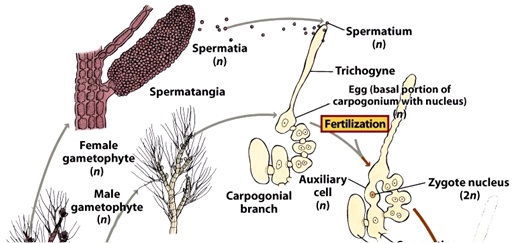 Spermatia
(n)
Spermatangia
Spermatium
(n)
Trichogyne
Egg (basal portion of
carpogonium with nucleus)
(n)
Fertilization
Female
gametophyte
(n)
Male
gametophyte
(n)
Carpogonial
branch
Auxiliary
cell
(n)
Zygote nucleus
(2n)